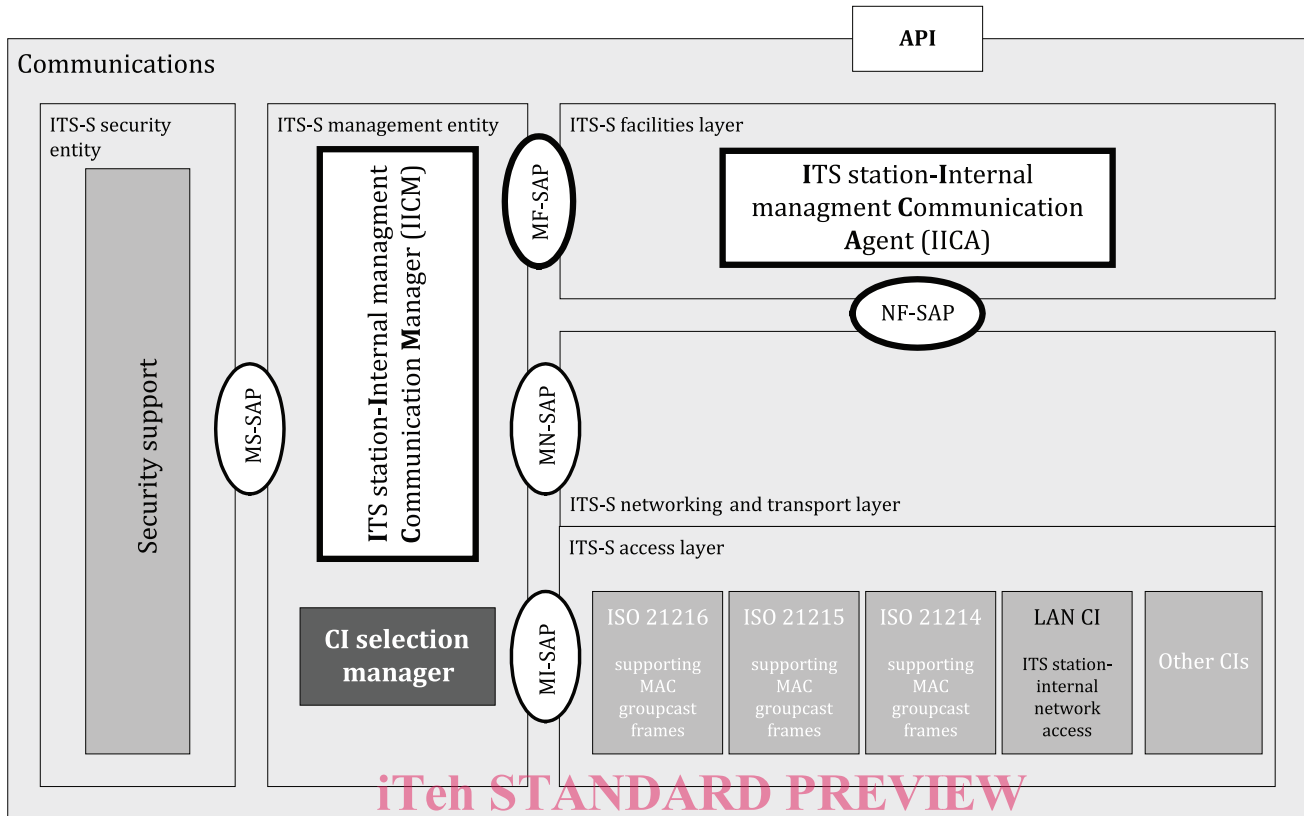 API
Communications
ITS-S security
entity
Security support
MS-SAP
ITS-S management entity
ITS station-Internal managment
Communication Manager (IICM)
CI selection
manager
MF-SAP
MN-SAP
MI-SAP
ITS-S facilities layer
ITS station-Internal
managment Communication
Agent (IICA)
NF-SAP
ITS-S networking and transport layer
ITS-S access layer
ISO 21216
supporting
MAC
groupcast
frames
ISO 21215
supporting
MAC
groupcast
frames
ISO 21214
supporting
MAC
groupcast
frames
LAN CI
ITS station-
internal
network
access
Other CIs
iTeh STANDARD PREVIEW